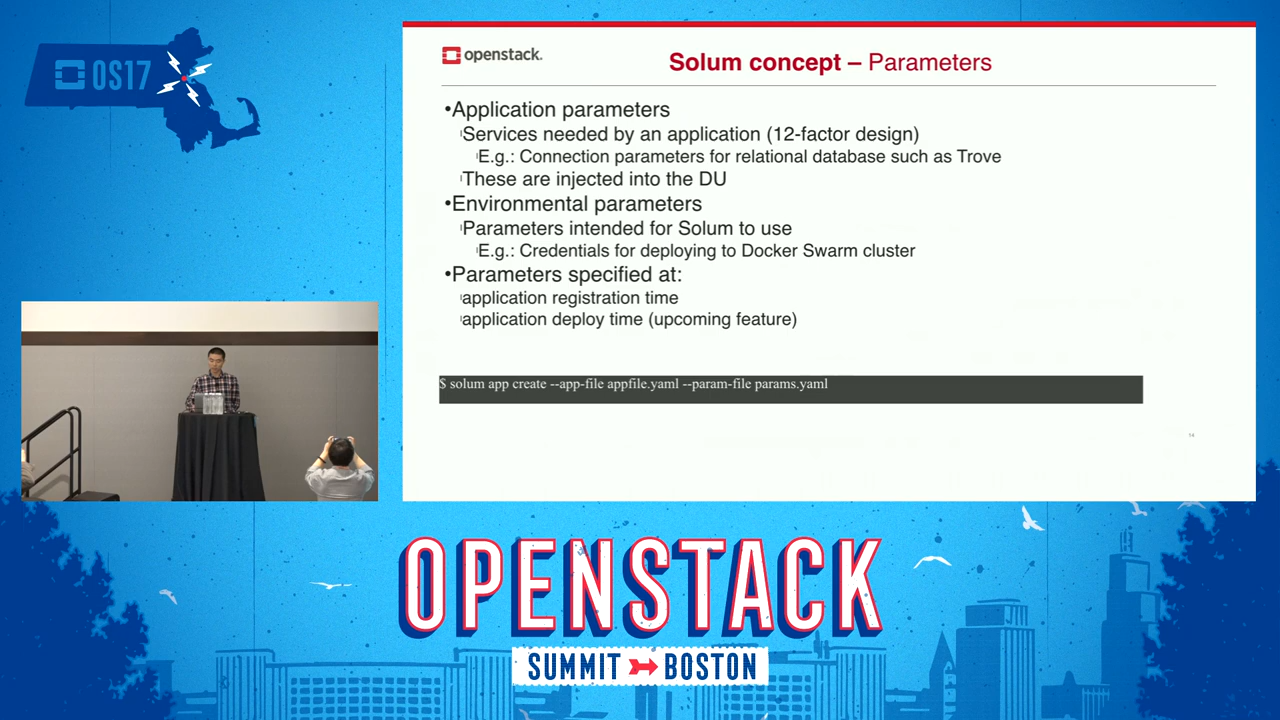 OS17
openstack.
Solum concept – Parameters
•Application parameters
Services needed by an application (12-factor design)
E.g.: Connection parameters for relational database such as Trove
These are injected into the DU
•Environmental parameters
Parameters intended for Solum to use
E.g.: Credentials for deploying to Docker Swarm cluster
•Parameters specified at:
application registration time
application deploy time (upcoming feature)
$ solum app create --app-file appfile.yaml --param-file params.yaml
14
OPENSTACK
SUMMIT BOSTON